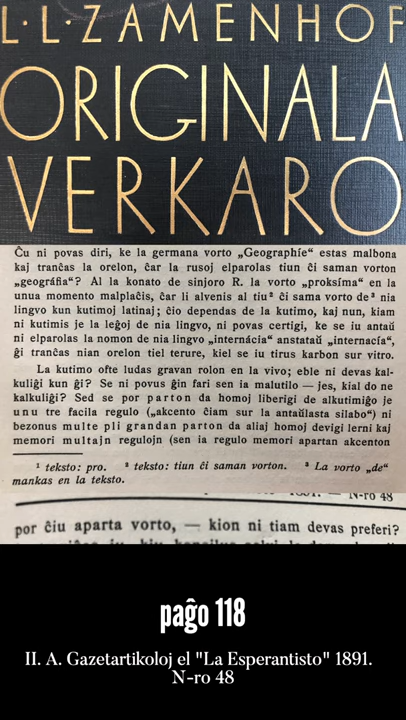 L·L·ZAMENHOF
ORIGINALA
VERKARO
Ĉu ni povas diri, ke la germana vorto „Geographíe“ estas malbona
kaj tranĉas la orelon, ĉar la rusoj elparolas tiun ĉi saman vorton
„geográfia“? Al la konato de sinjoro R. la vorto „proksíma“ en la
unua momento malplaĉis, ĉar li alvenis al tiu² ĉi sama vorto de³ nia
lingvo kun kutimoj latinaj; ĉio dependas de la kutimo, kaj nun, kiam
ni kutimis je la leĝoj de nia lingvo, ni povas certigi, ke se iu antaŭ
ni elparolas la nomon de nia lingvo „internácia“ anstataŭ „internacía“,
ĝi tranĉas nian orelon tiel terure, kiel se iu tirus karbon sur vitro.
La kutimo ofte ludas gravan rolon en la vivo; eble ni devas kal-
kuliĝi kun ĝi? Se ni povus ĝin fari sen ia malutilo — jes, kial do ne
kalkuliĝi? Sed se por parton da homoj liberigi de alkutimiĝo je
unu tre facila regulo („akcento ĉiam sur la antaŭlasta silabo“) ni
bezonus multe pli grandan parton da aliaj homoj devigi lerni kaj
memori multajn regulojn (sen ia regulo memori apartan akcenton
¹ teksto: pro. ² teksto: tiun ĉi saman vorton. ³ La vorto „de“
mankas en la teksto.
1891. — N-ro 48
por ĉiu aparta vorto, — kion ni tiam devas preferi?
paĝo 118
II. A. Gazetartikoloj el "La Esperantisto" 1891.
N-ro 48